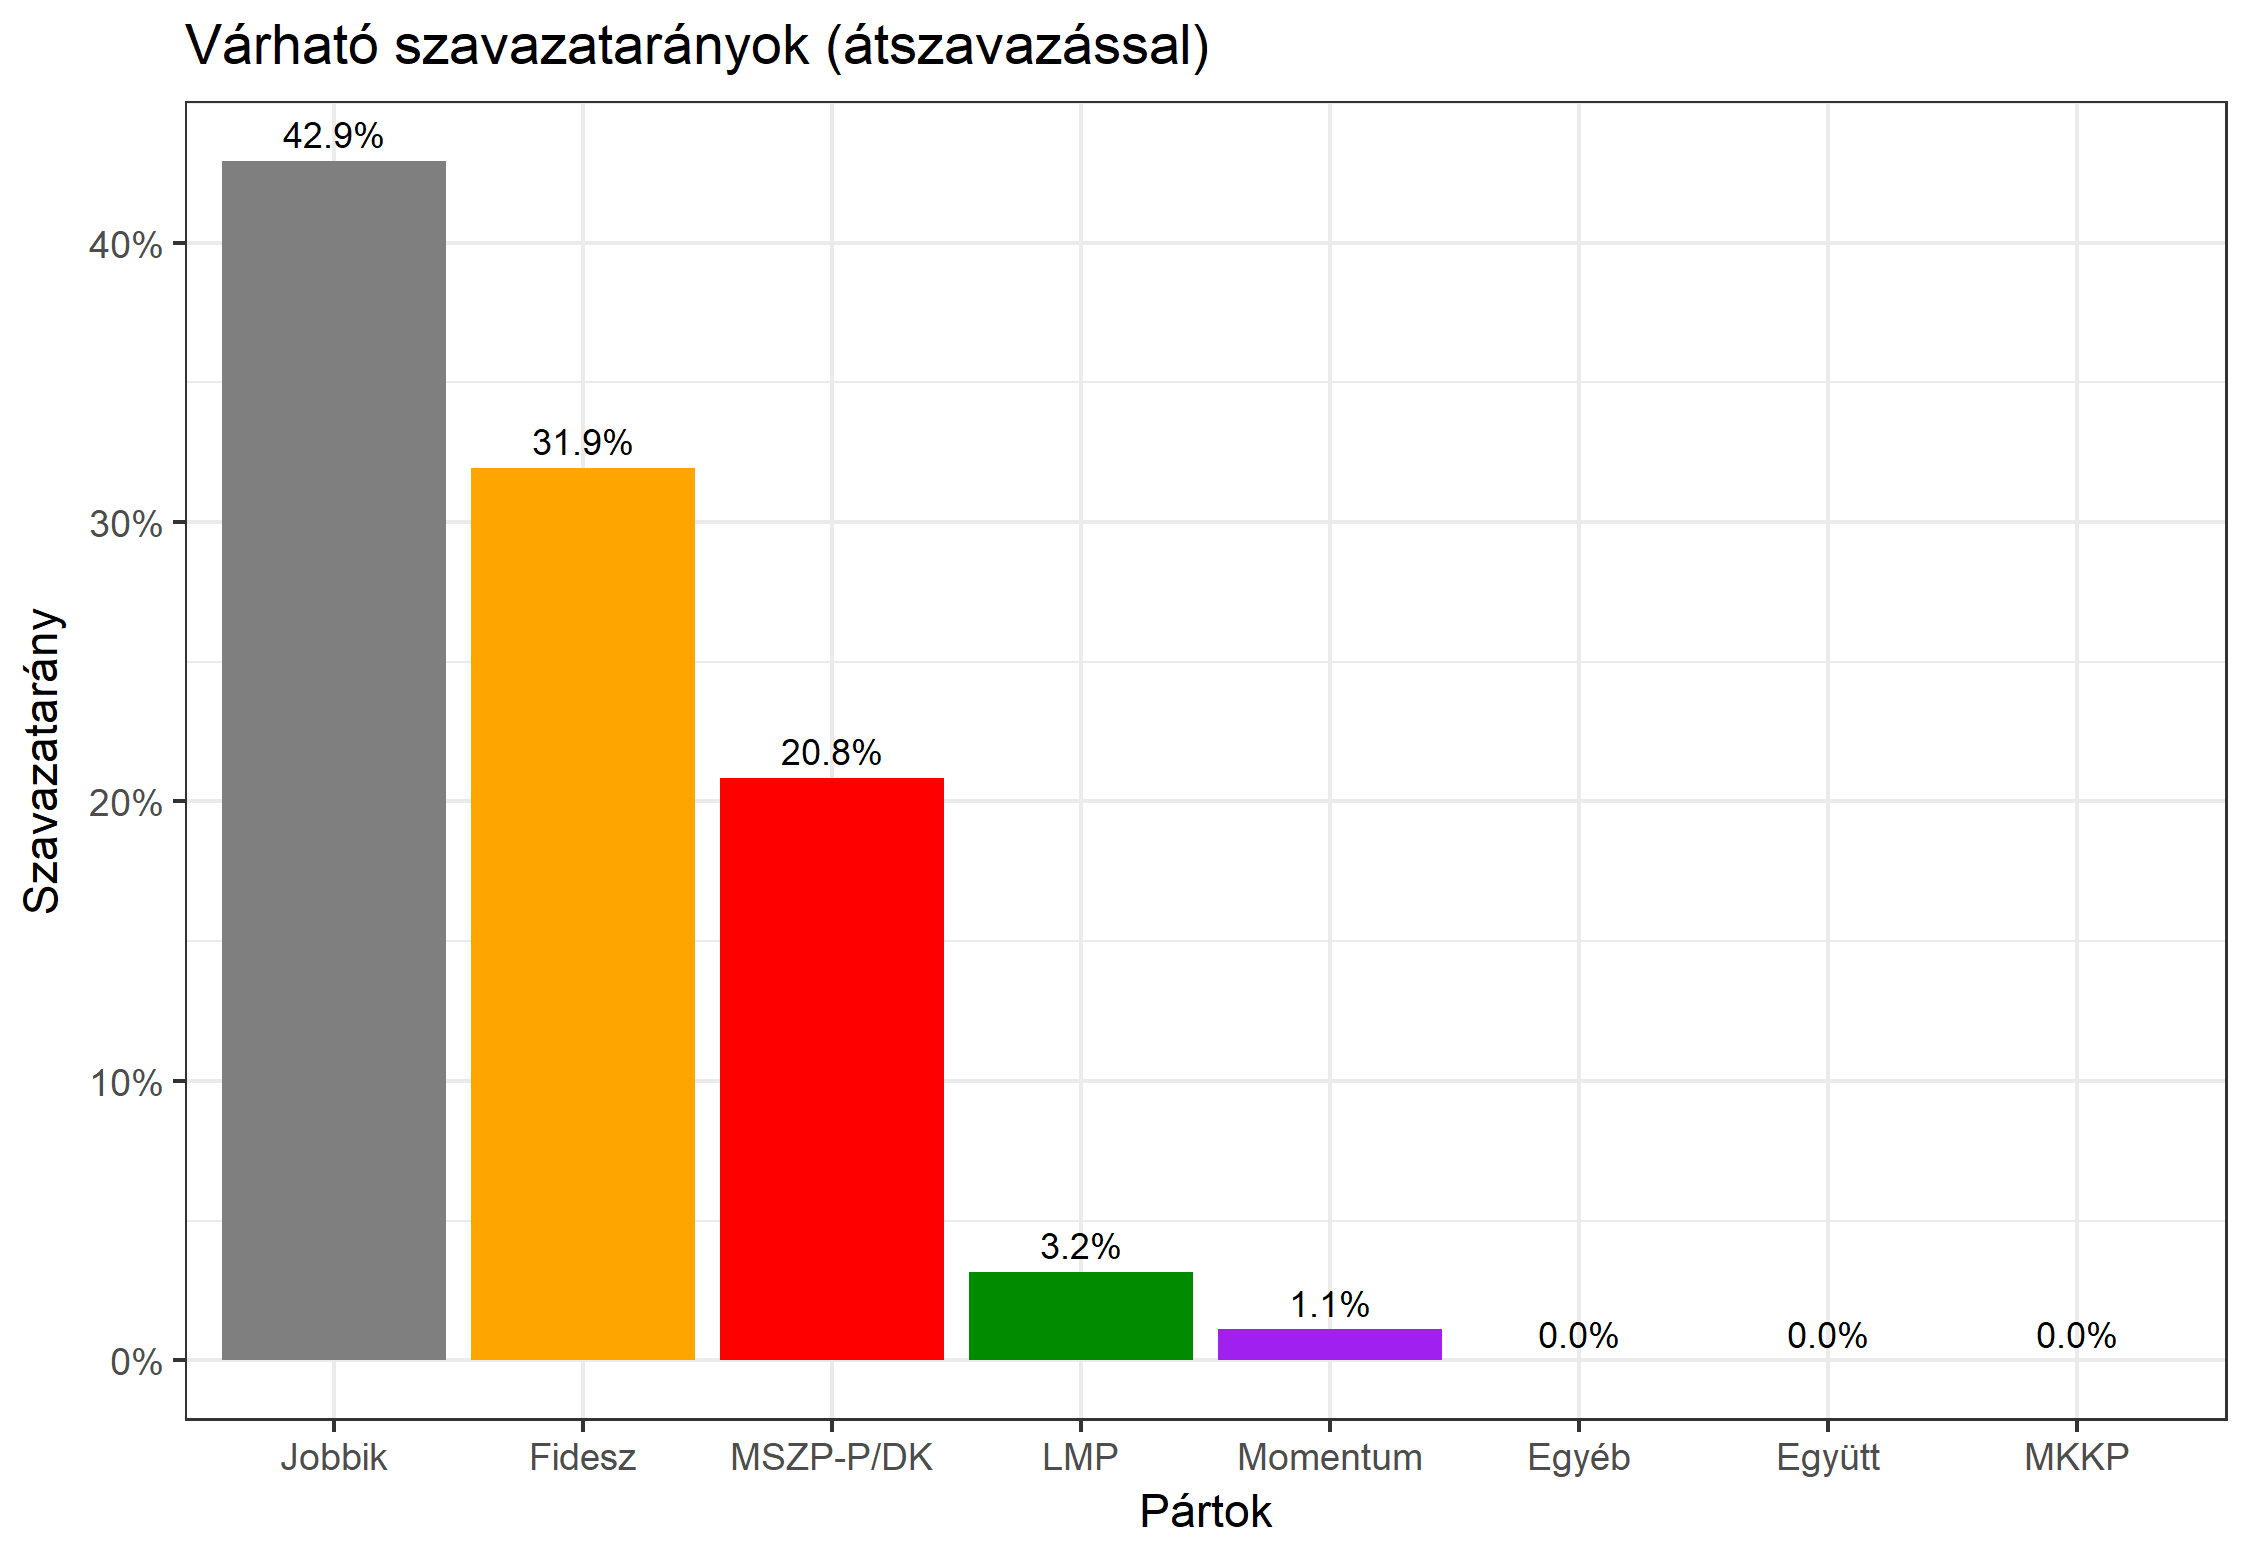 Várható szavazatarányok (átszavazással)
42.9%
40%
31.9%
30%
20.8%
20%
10%
3.2%
1.1%
0.0%
0.0%
0.0%
0%
Szavazatarány
Jobbik
Fidesz
MSZP-P/DK
LMP
Momentum
Egyéb
Együtt
MKKP
Pártok